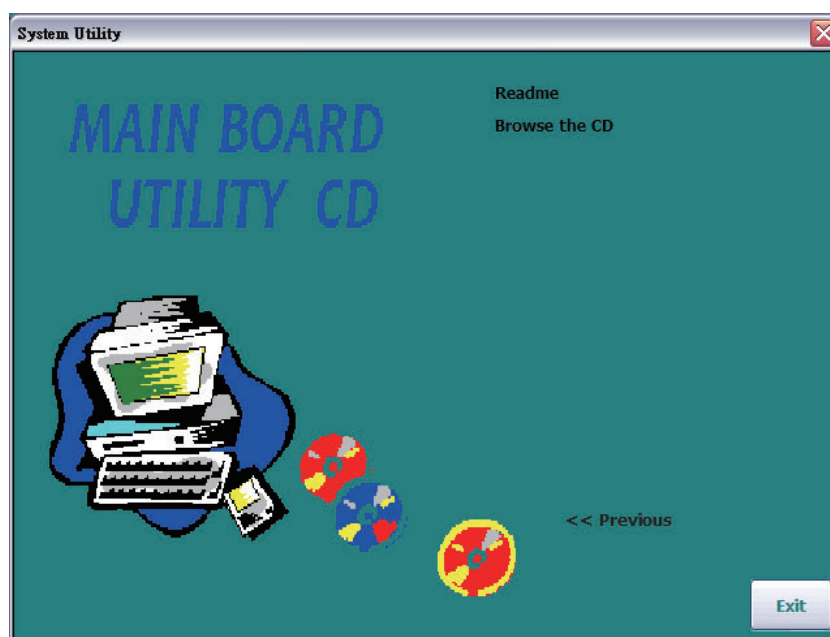 System Utility
MAIN BOARD
UTILITY CD
Readme
Browse the CD
<< Previous
Exit